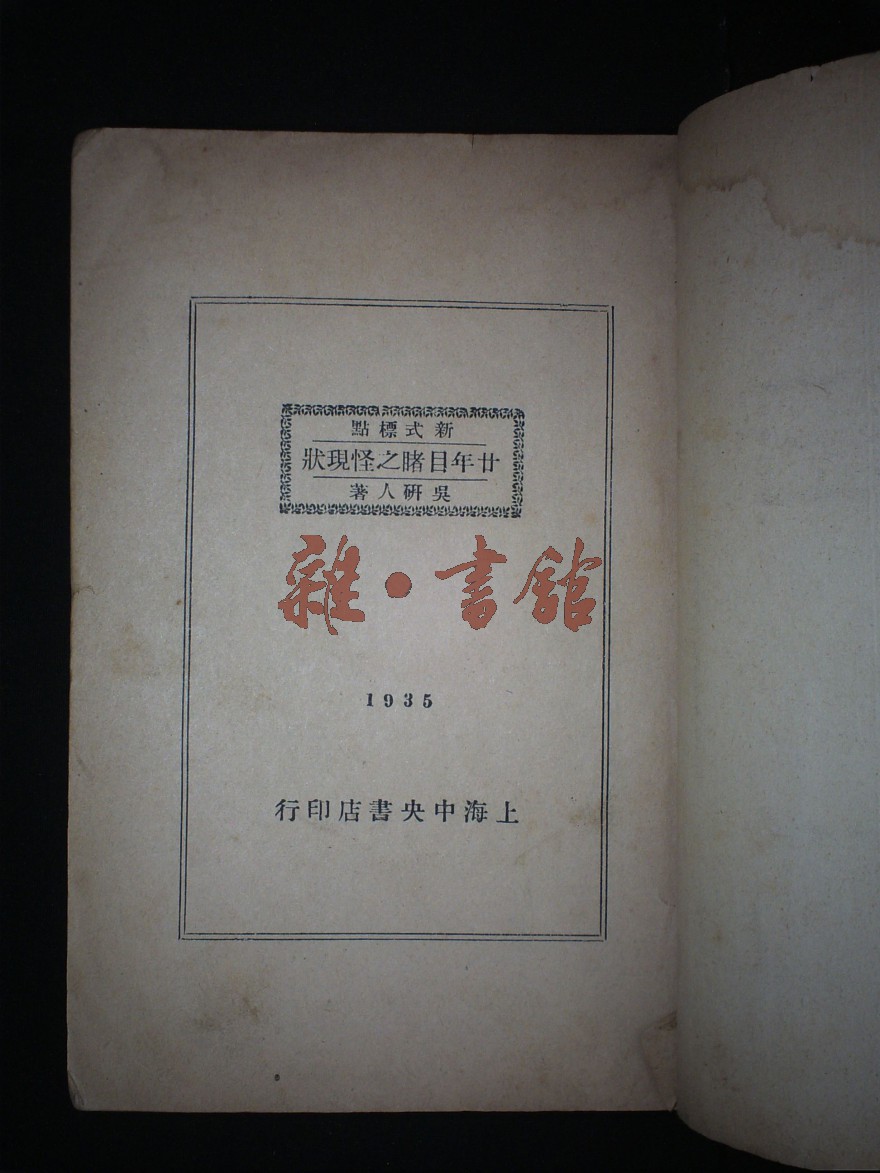 新式標點
廿年目睹之怪現狀
吳研人著
雜·書館
1935
上海中央書店印行